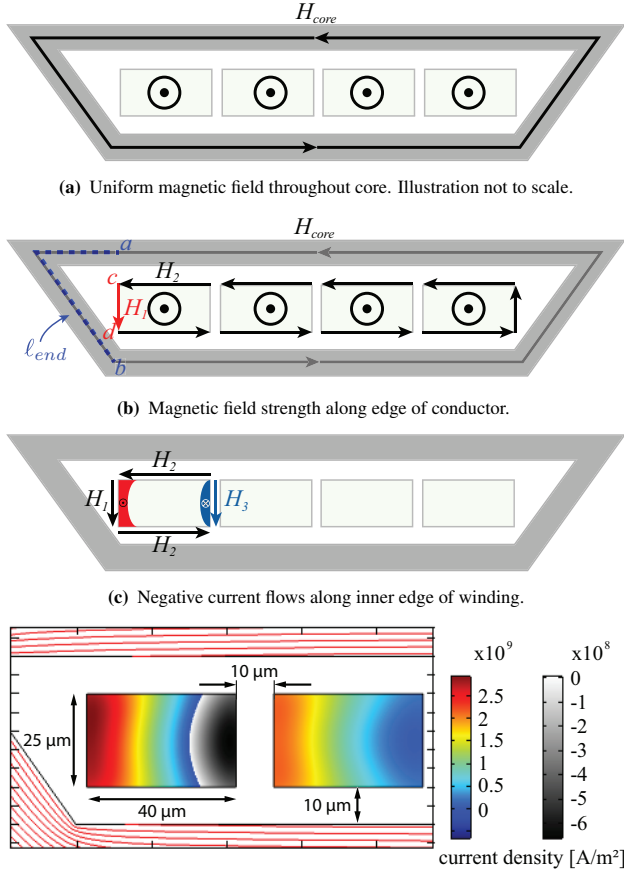 H_core
(a) Uniform magnetic field throughout core. Illustration not to scale.
H_core
a
H_2
c
H_1
d
ℓ_end
b
(b) Magnetic field strength along edge of conductor.
H_2
H_1
H_3
H_2
(c) Negative current flows along inner edge of winding.
x10^9
x10^8
10 µm
25 µm
40 µm
10 µm
2.5
2
1.5
1
0.5
0
0
-1
-2
-3
-4
-5
-6
current density [A/m²]